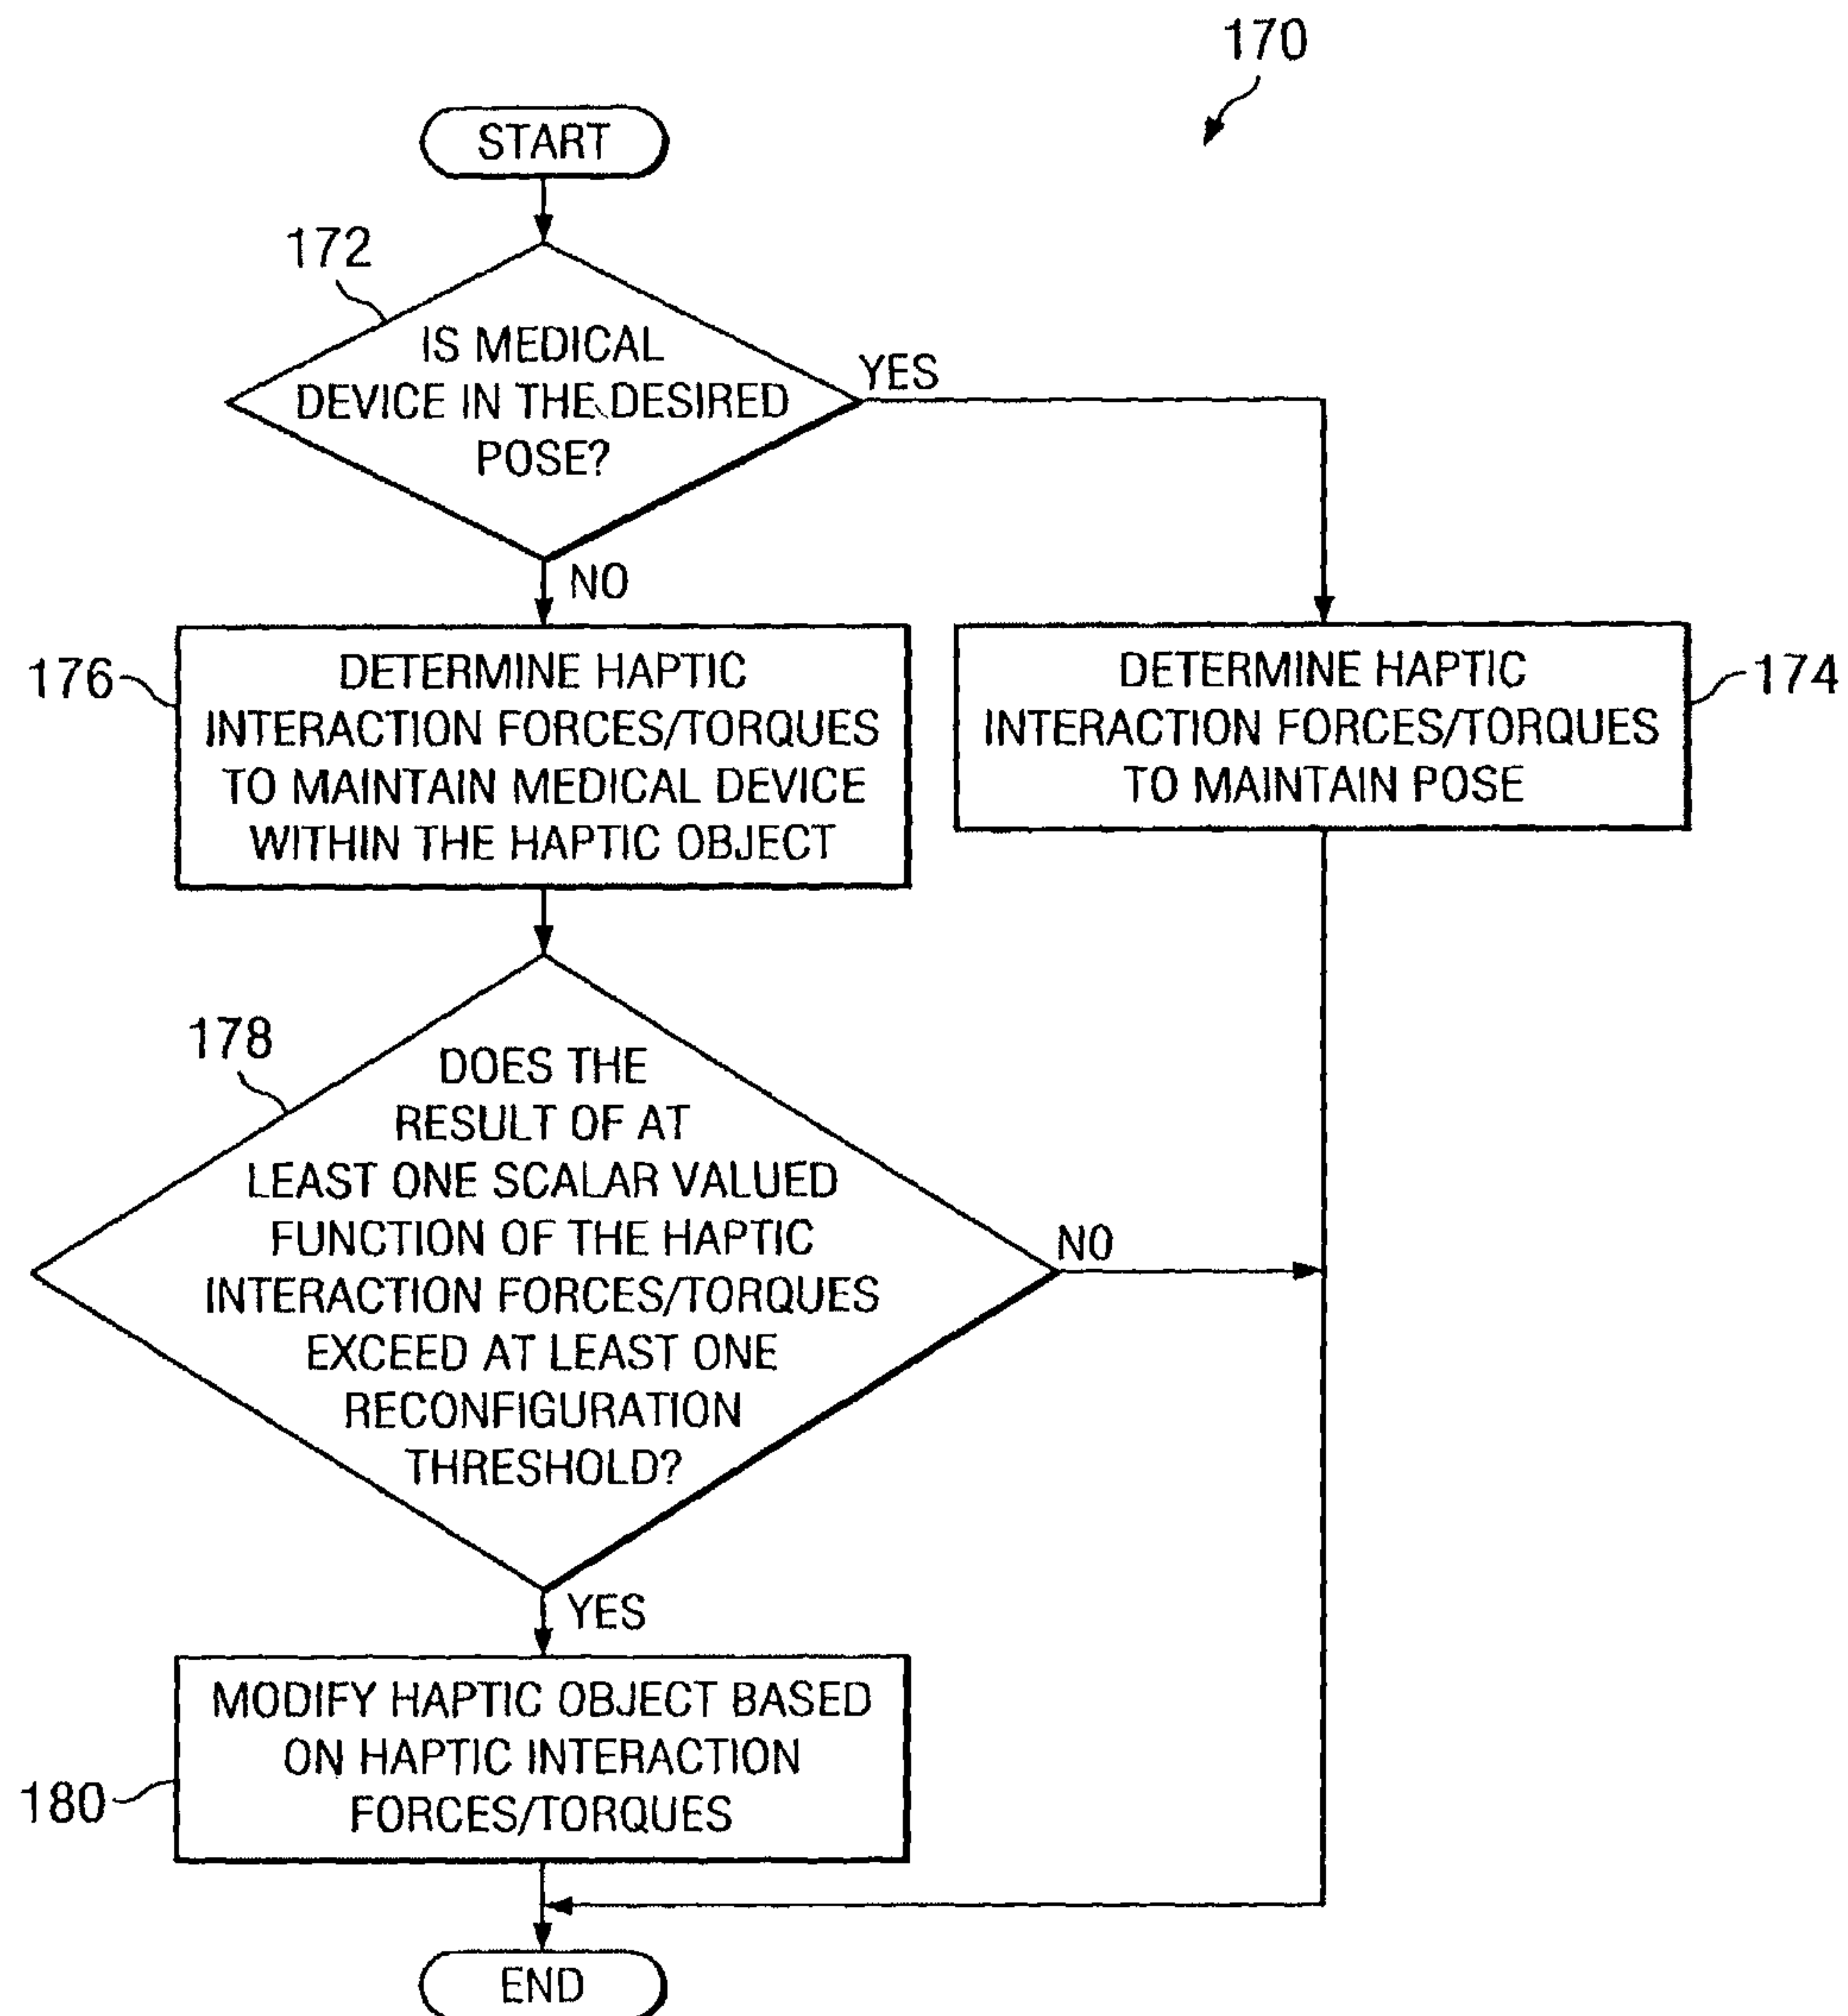 170
START
172
IS MEDICAL
DEVICE IN THE DESIRED
POSE?
YES
NO
176
DETERMINE HAPTIC
INTERACTION FORCES/TORQUES
TO MAINTAIN MEDICAL DEVICE
WITHIN THE HAPTIC OBJECT
DETERMINE HAPTIC
INTERACTION FORCES/TORQUES
TO MAINTAIN POSE
174
178
DOES THE
RESULT OF AT
LEAST ONE SCALAR VALUED
FUNCTION OF THE HAPTIC
INTERACTION FORCES/TORQUES
EXCEED AT LEAST ONE
RECONFIGURATION
THRESHOLD?
NO
YES
MODIFY HAPTIC OBJECT BASED
ON HAPTIC INTERACTION
FORCES/TORQUES
180
END